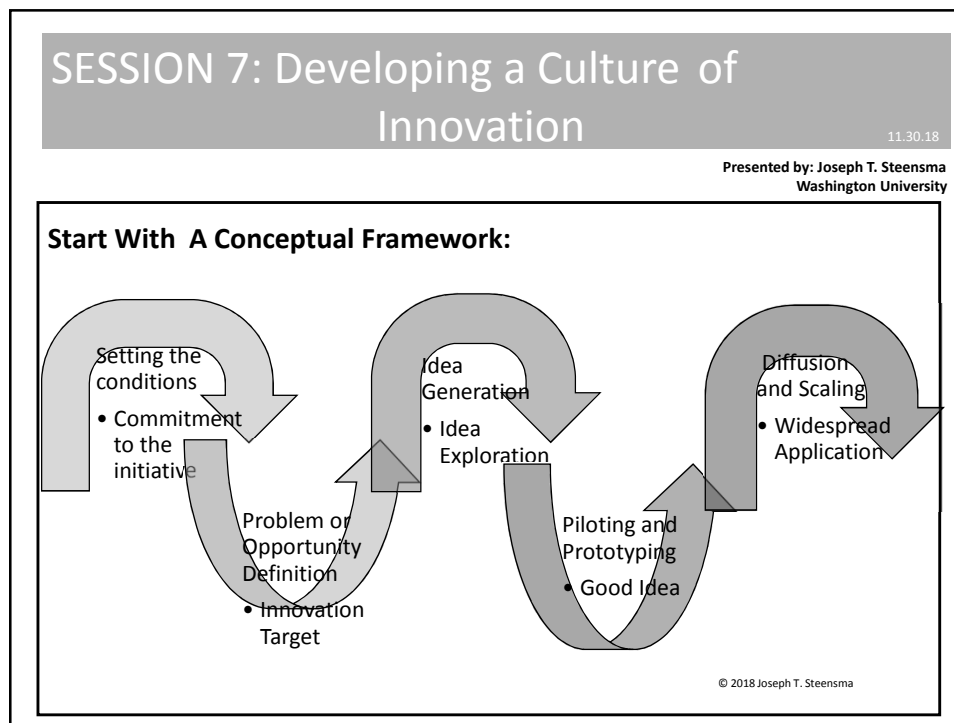 SESSION 7: Developing a Culture of
Innovation
11.30.18
Presented by: Joseph T. Steensma
Washington University
Start With A Conceptual Framework:
Setting the
conditions
• Commitment
to the
initiative
Problem or
Opportunity
Definition
• Innovation
Target
Idea
Generation
• Idea
Exploration
Piloting and
Prototyping
• Good Idea
Diffusion
and Scaling
• Widespread
Application
© 2018 Joseph T. Steensma